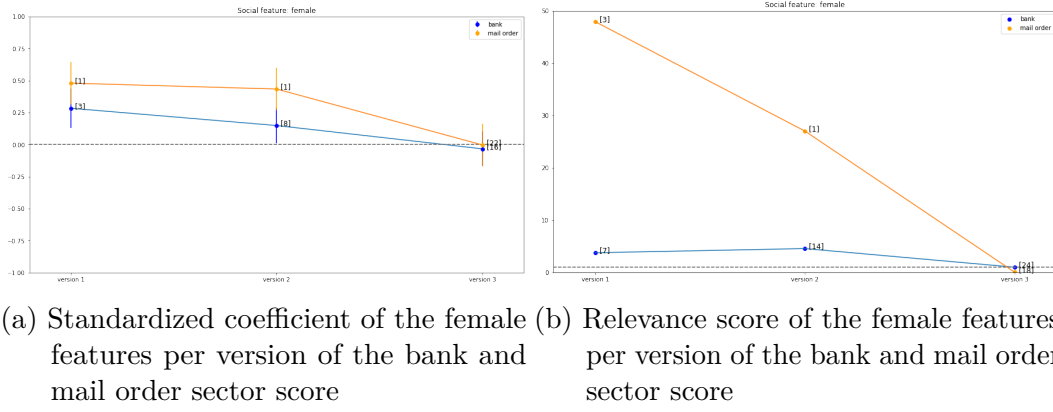 Social feature: female
bank
mail order
1.00
0.75
0.50
0.25
0.00
−0.25
−0.50
−0.75
−1.00
[1]
[3]
[1]
[8]
[22]
[16]
version 1
version 2
version 3
Social feature: female
bank
mail order
50
40
30
20
10
0
[3]
[7]
[1]
[14]
[24]
[18]
version 1
version 2
version 3
(a) Standardized coefficient of the female
features per version of the bank and
mail order sector score
(b) Relevance score of the female features
per version of the bank and mail order
sector score